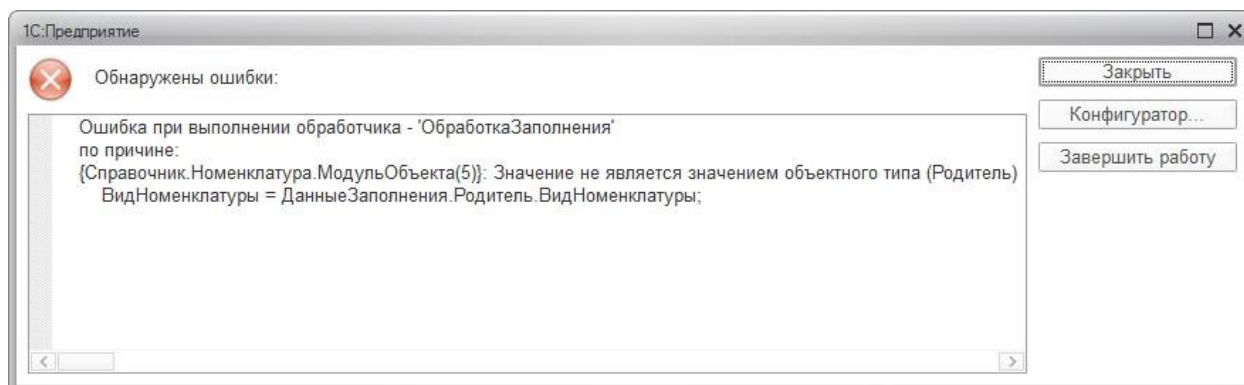 1С:Предприятие
Обнаружены ошибки:
Закрыть
Конфигуратор...
Завершить работу
Ошибка при выполнении обработчика - 'ОбработкаЗаполнения'
по причине:
{Справочник.Номенклатура.МодульОбъекта(5)}: Значение не является значением объектного типа (Родитель)
ВидНоменклатуры = ДанныеЗаполнения.Родитель.ВидНоменклатуры;